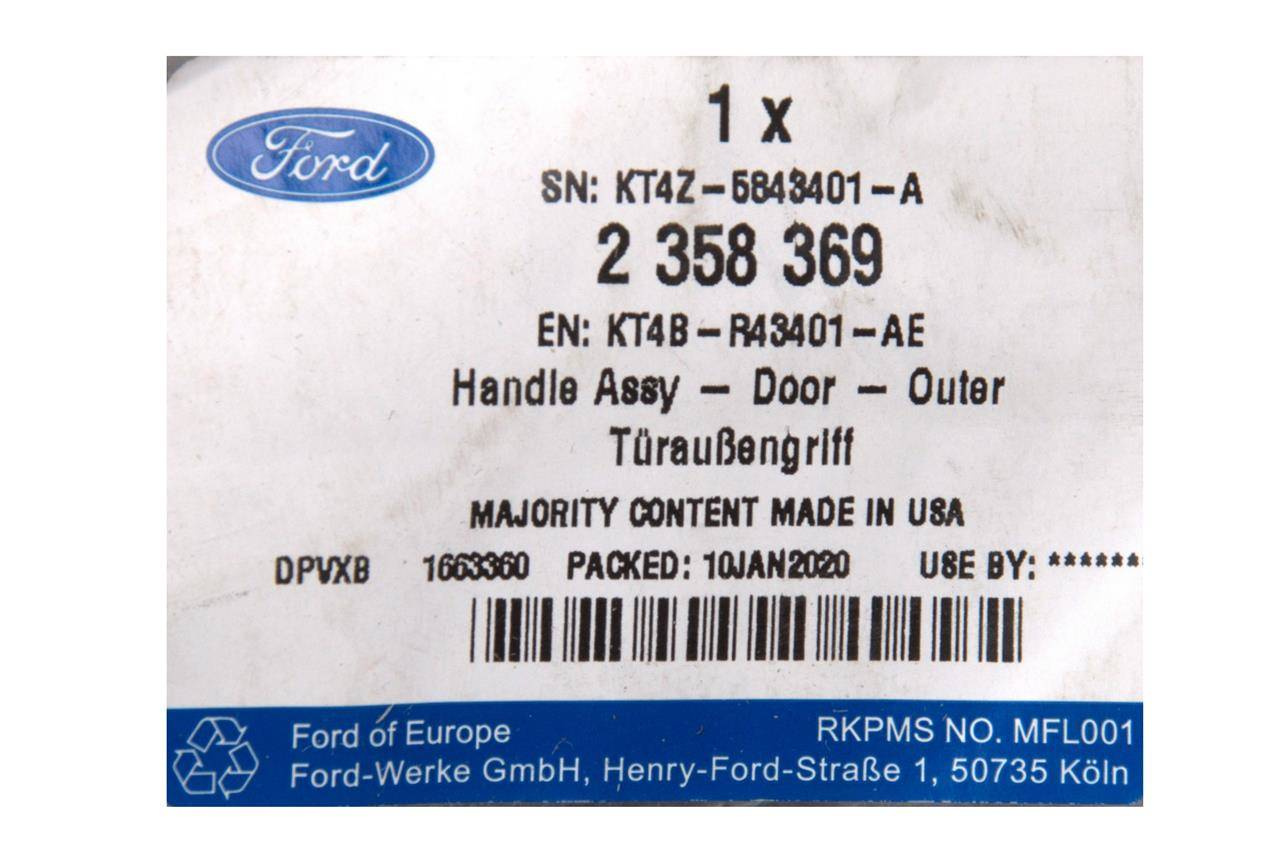 Ford
1 x
SN: KT4Z-5843401-A
2 358 369
EN: KT4B-R43401-AE
Handle Assy - Door - Outer
Türaußengriff
MAJORITY CONTENT MADE IN USA
DPVXB 1663360 PACKED: 10JAN2020 USE BY: *******
Ford of Europe RKPMS NO. MFL001
Ford-Werke GmbH, Henry-Ford-Straße 1, 50735 Köln